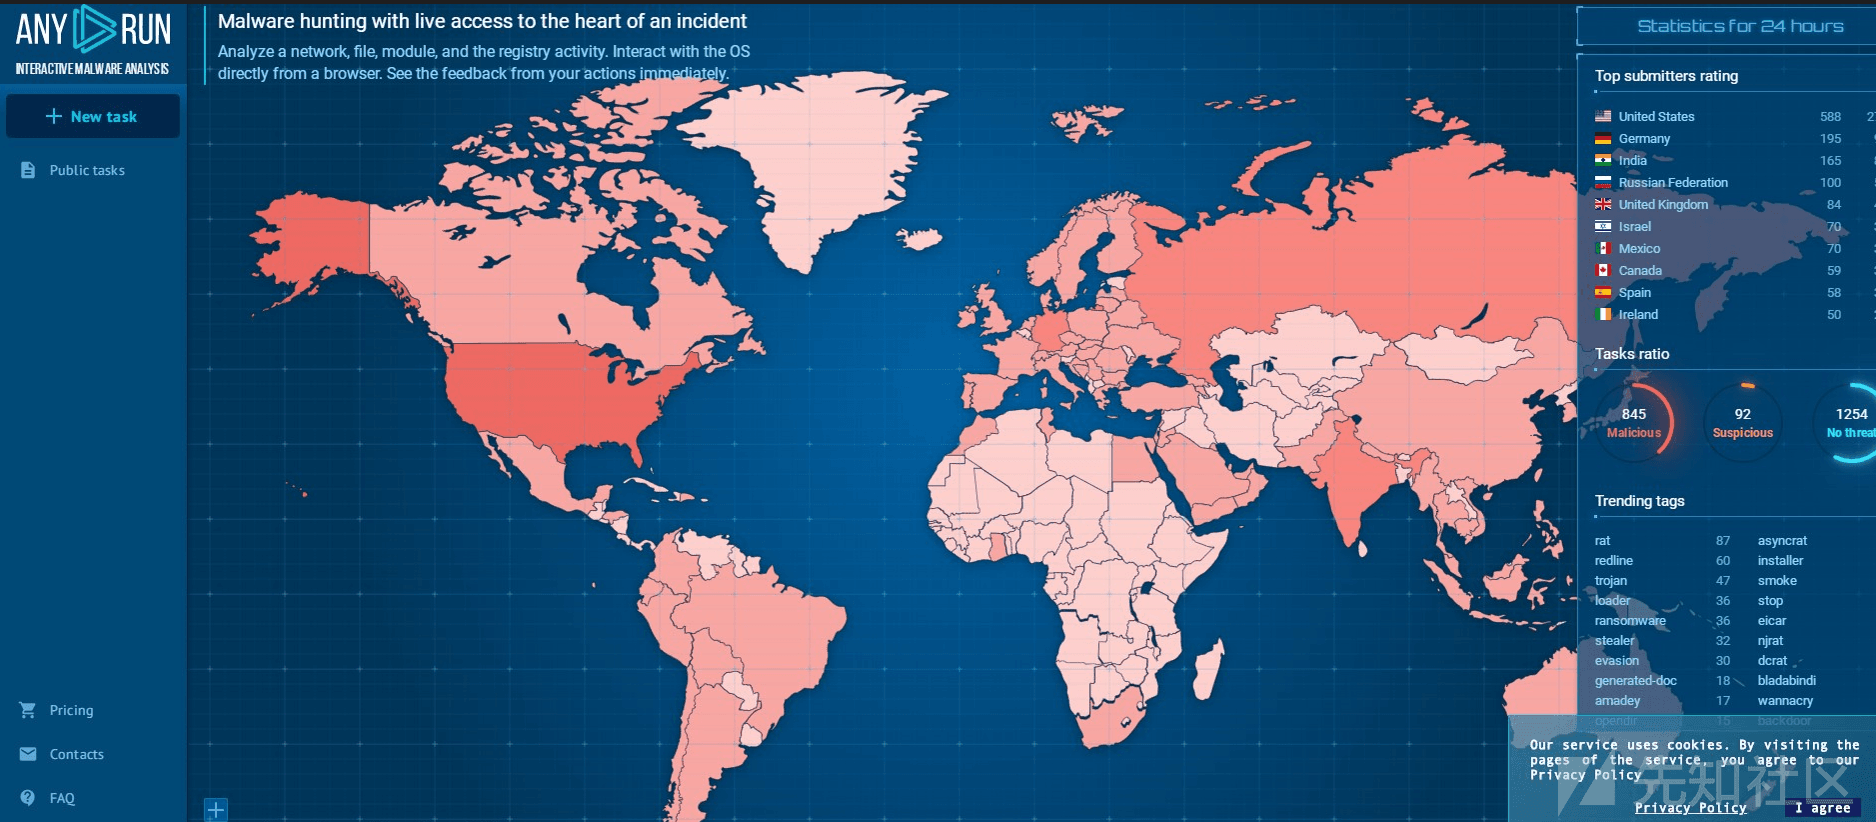 ANY RUN
INTERACTIVE MALWARE ANALYSIS
New task
Public tasks
Pricing
Contacts
FAQ
Malware hunting with live access to the heart of an incident
Analyze a network, file, module, and the registry activity. Interact with the OS
directly from a browser. See the feedback from your actions immediately.
Statistics for 24 hours
Top submitters rating
United States 588
Germany 195
India 165
Russian Federation 100
United Kingdom 84
Israel 70
Mexico 70
Canada 59
Spain 58
Ireland 50
Tasks ratio
845 92 1254
Malicious Suspicious No threat
Trending tags
rat 87 asyncrat
redline 60 installer
trojan 47 smoke
loader 36 stop
ransomware 36 eicar
stealer 32 njrat
evasion 30 dcrat
generated-doc 18 bladabindi
amadey 17 wannacry
opendir 15 backdoor
Our service uses cookies. By visiting the
pages of the service, you agree to our
Privacy Policy
Privacy Policy I agree
先知社区